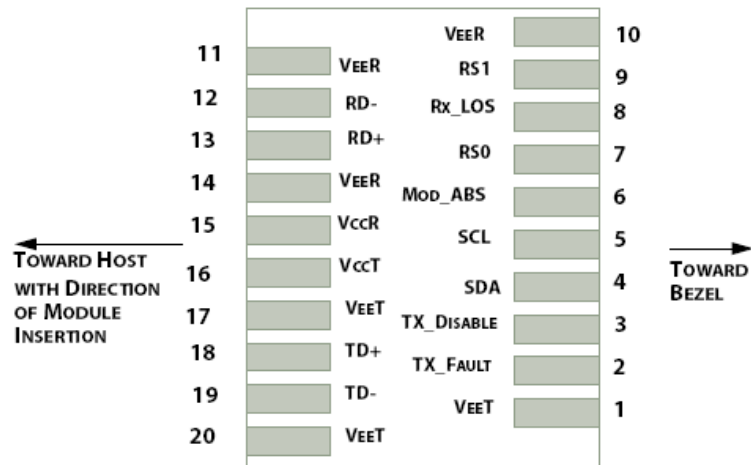 VEER 10
11 VEER RS1 9
12 RD- RX_LOS 8
13 RD+ RS0 7
14 VEER MOD_ABS 6
15 VCCR SCL 5
TOWARD HOST
WITH DIRECTION
OF MODULE
INSERTION
16 VCCT SDA 4
TOWARD
BEZEL
17 VEET TX_DISABLE 3
18 TD+ TX_FAULT 2
19 TD- VEET 1
20 VEET